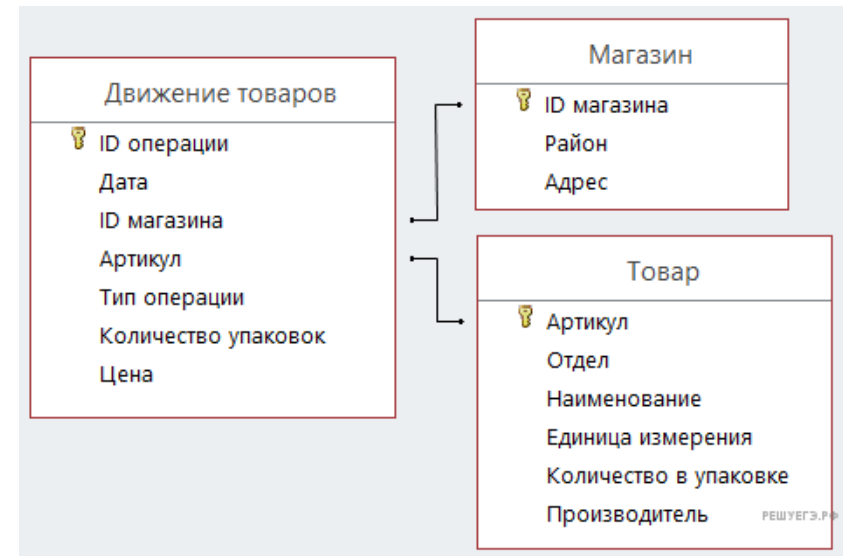 Движение товаров
ID операции
Дата
ID магазина
Артикул
Тип операции
Количество упаковок
Цена
Магазин
ID магазина
Район
Адрес
Товар
Артикул
Отдел
Наименование
Единица измерения
Количество в упаковке
Производитель
РЕШУЕГЭ.РФ